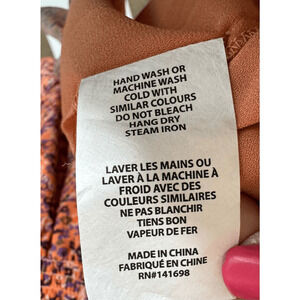 HAND WASH OR
MACHINE WASH
COLD WITH
SIMILAR COLOURS
DO NOT BLEACH
HANG DRY
STEAM IRON
LAVER LES MAINS OU
LAVER À LA MACHINE À
FROID AVEC DES
COULEURS SIMILAIRES
NE PAS BLANCHIR
TIENS BON
VAPEUR DE FER
MADE IN CHINA
FABRIQUÉ EN CHINE
RN#141698